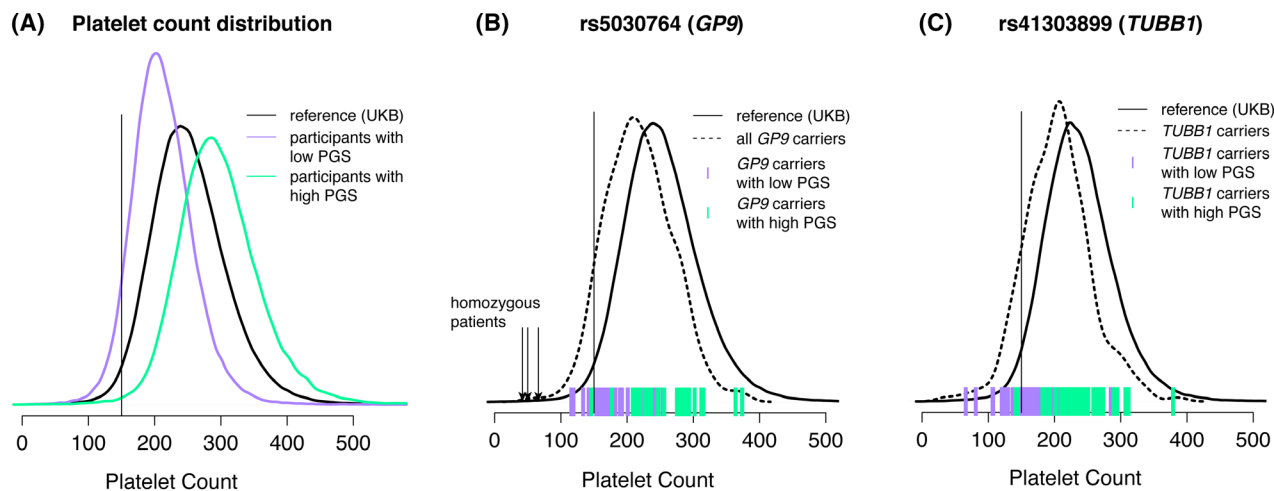 (A) Platelet count distribution
reference (UKB)
participants with
low PGS
participants with
high PGS
0 100 200 300 400 500
Platelet Count
(B) rs5030764 (GP9)
reference (UKB)
all GP9 carriers
GP9 carriers
with low PGS
GP9 carriers
with high PGS
homozygous
patients
0 100 200 300 400 500
Platelet Count
(C) rs41303899 (TUBB1)
reference (UKB)
TUBB1 carriers
TUBB1 carriers
with low PGS
TUBB1 carriers
with high PGS
0 100 200 300 400 500
Platelet Count